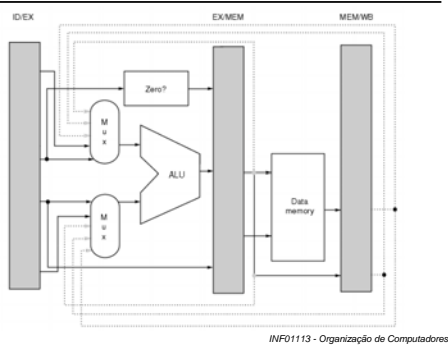 ID/EX
EX/MEM
MEM/WB
Zero?
M
u
x
ALU
M
u
x
Data
memory
INF01113 - Organização de Computadores